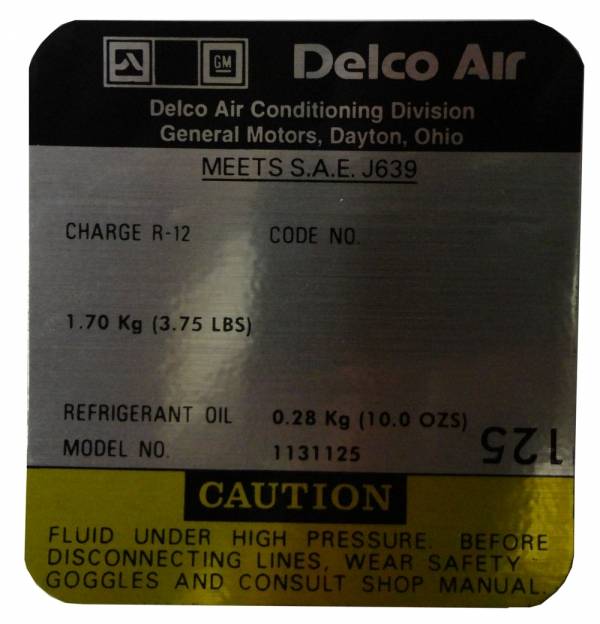 GM Delco Air
Delco Air Conditioning Division
General Motors, Dayton, Ohio
MEETS S.A.E. J639
CHARGE R-12 CODE NO.
1.70 Kg (3.75 LBS)
REFRIGERANT OIL 0.28 Kg (10.0 OZS)
MODEL NO. 1131125
125
CAUTION
FLUID UNDER HIGH PRESSURE. BEFORE
DISCONNECTING LINES, WEAR SAFETY
GOGGLES AND CONSULT SHOP MANUAL.